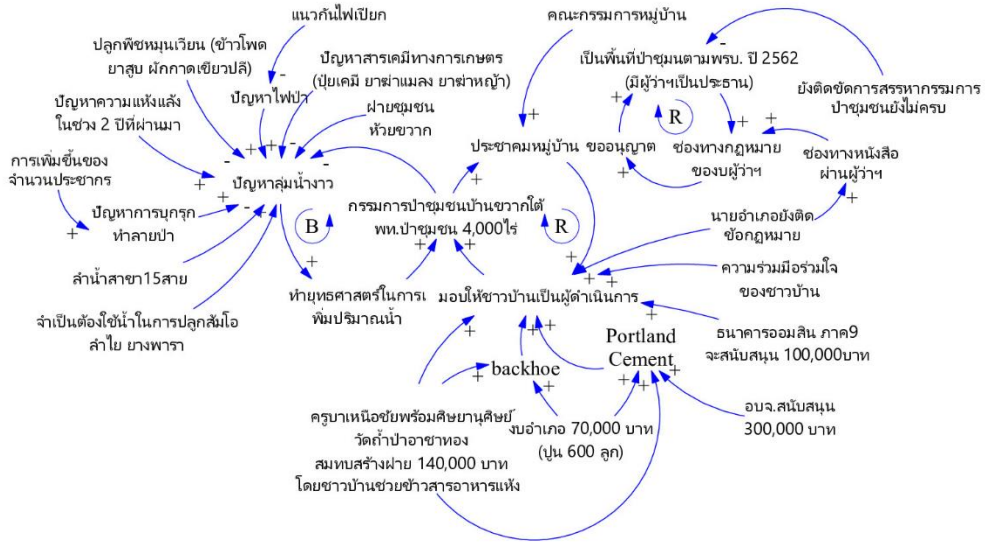 แนวกันไฟเปียก
คณะกรรมการหมู่บ้าน
ปลูกพืชหมุนเวียน (ข้าวโพด
ยาสูบ ผักกาดเขียวปลี)
ปัญหาสารเคมีทางการเกษตร
(ปุ๋ยเคมี ยาฆ่าแมลง ยาฆ่าหญ้า)
เป็นพื้นที่ป่าชุมนตามพรบ. ปี 2562
(มีผู้ว่าฯเป็นประธาน)
ปัญหาไฟป่า
ยังติดขัดการสรรหากรรมการ
ป่าชุมชนยังไม่ครบ
ปัญหาความแห้งแล้ง
ในช่วง 2 ปีที่ผ่านมา
ฝายชุมชน
ห้วยขวาก
R
ประชาคมหมู่บ้าน
ขออนุญาต
ช่องทางกฎหมาย
ของบผู้ว่าฯ
ช่องทางหนังสือ
ผ่านผู้ว่าฯ
การเพิ่มขึ้นของ
จำนวนประชากร
ปัญหาลุ่มน้ำงาว
ปัญหาการบุกรุก
ทำลายป่า
B
กรรมการป่าชุมชนบ้านขวากใต้
พท.ป่าชุมชน 4,000ไร่
R
นายอำเภอยังติด
ข้อกฎหมาย
ลำน้ำสาขา15สาย
ความร่วมมือร่วมใจ
ของชาวบ้าน
ทำยุทธศาสตร์ในการเ
พิ่มปริมาณน้ำ
มอบให้ชาวบ้านเป็นผู้ดำเนินการ
จำเป็นต้องใช้น้ำในการปลูกส้มโอ
ลำไย ยางพารา
Portland
Cement
ธนาคารออมสิน ภาค9
จะสนับสนุน 100,000บาท
backhoe
อบจ.สนับสนุน
300,000 บาท
ครูบาเหนือชัยพร้อมศิษยานุศิษย์
วัดถ้ำป่าอาชาทอง
สมทบสร้างฝาย 140,000 บาท
โดยชาวบ้านช่วยข้าวสารอาหารแห้ง
งบอำเภอ 70,000 บาท
(ปูน 600 ลูก)